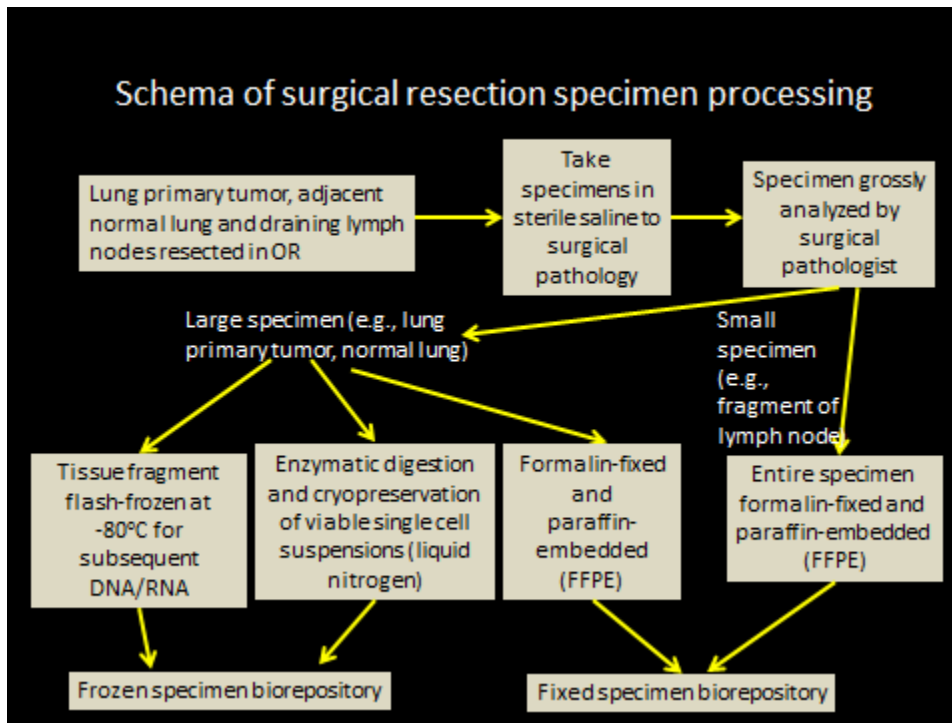 Schema of surgical resection specimen processing
Lung primary tumor, adjacent
normal lung and draining lymph
nodes resected in OR
Take
specimens in
sterile saline to
surgical
pathology
Specimen grossly
analyzed by
surgical
pathologist
Large specimen (e.g., lung
primary tumor, normal lung)
Small
specimen
(e.g.,
fragment of
lymph node)
Tissue fragment
flash-frozen at
-80°C for
subsequent
DNA/RNA
Enzymatic digestion
and cryopreservation
of viable single cell
suspensions (liquid
nitrogen)
Formalin-fixed
and
paraffin-
embedded
(FFPE)
Entire specimen
formalin-fixed and
paraffin-embedded
(FFPE)
Frozen specimen biorepository
Fixed specimen biorepository